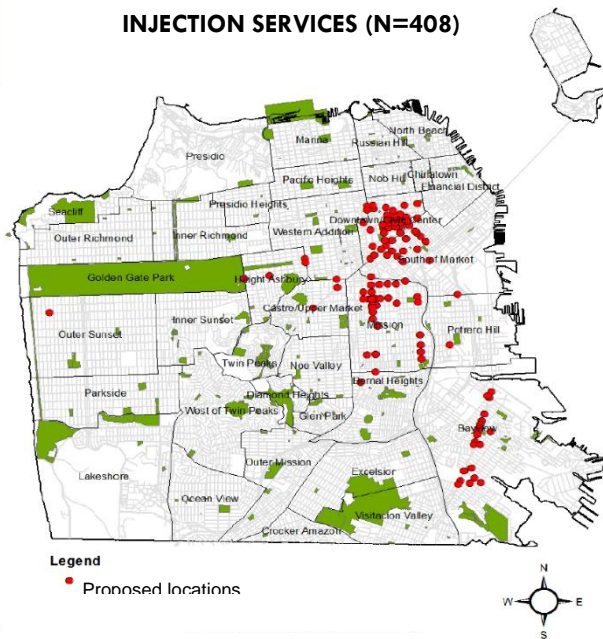 INJECTION SERVICES (N=408)
North Beach
Marina
Russian Hill
Presidio
Chinatown
Nob Hill
Pacific Heights
Financial District
Seacliff
Presidio Heights
Downtown/Civic Center
Western Addition
Outer Richmond
Inner Richmond
South of Market
Golden Gate Park
Haight Ashbury
Castro/Upper Market
Inner Sunset
Mission
Potrero Hill
Outer Sunset
Twin Peaks
Noe Valley
Bernal Heights
Parkside
Diamond Heights
West of Twin Peaks
Glen Park
Bayview
Outer Mission
Excelsior
Lakeshore
Ocean View
Visitacion Valley
Crocker Amazon
Legend
Proposed locations
N
W
E
S